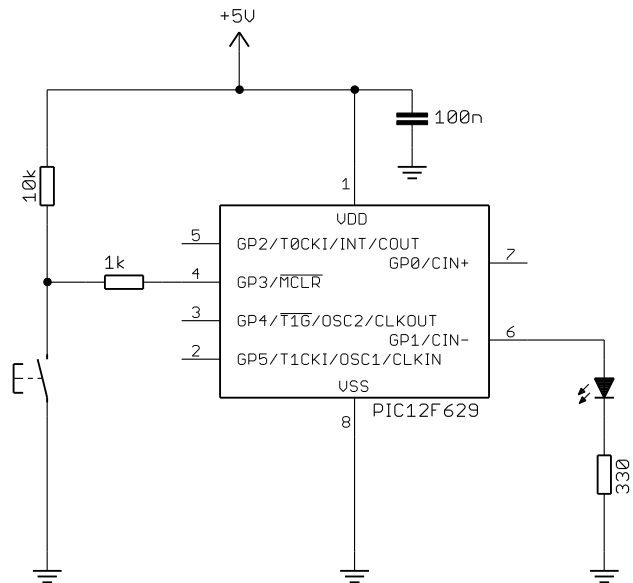 +5V
100n
10k
1
VDD
5
GP2/T0CKI/INT/COUT
7
GP0/CIN+
1k
4
GP3/MCLR
3
GP4/T1G/OSC2/CLKOUT
6
GP1/CIN-
2
GP5/T1CKI/OSC1/CLKIN
VSS
PIC12F629
8
330